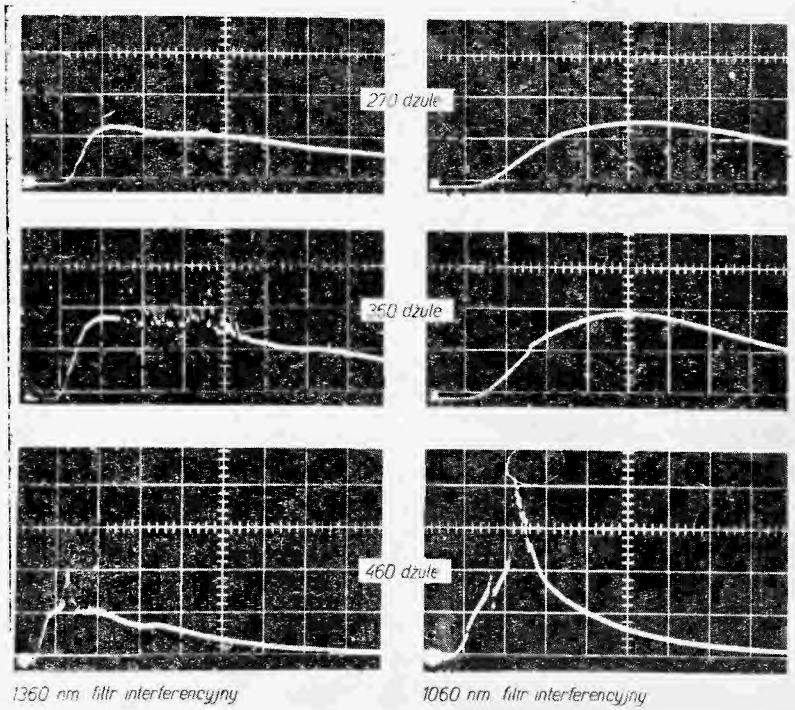 270 dżule
360 dżule
460 dżule
1360 nm filtr interferencyjny
1060 nm filtr interferencyjny